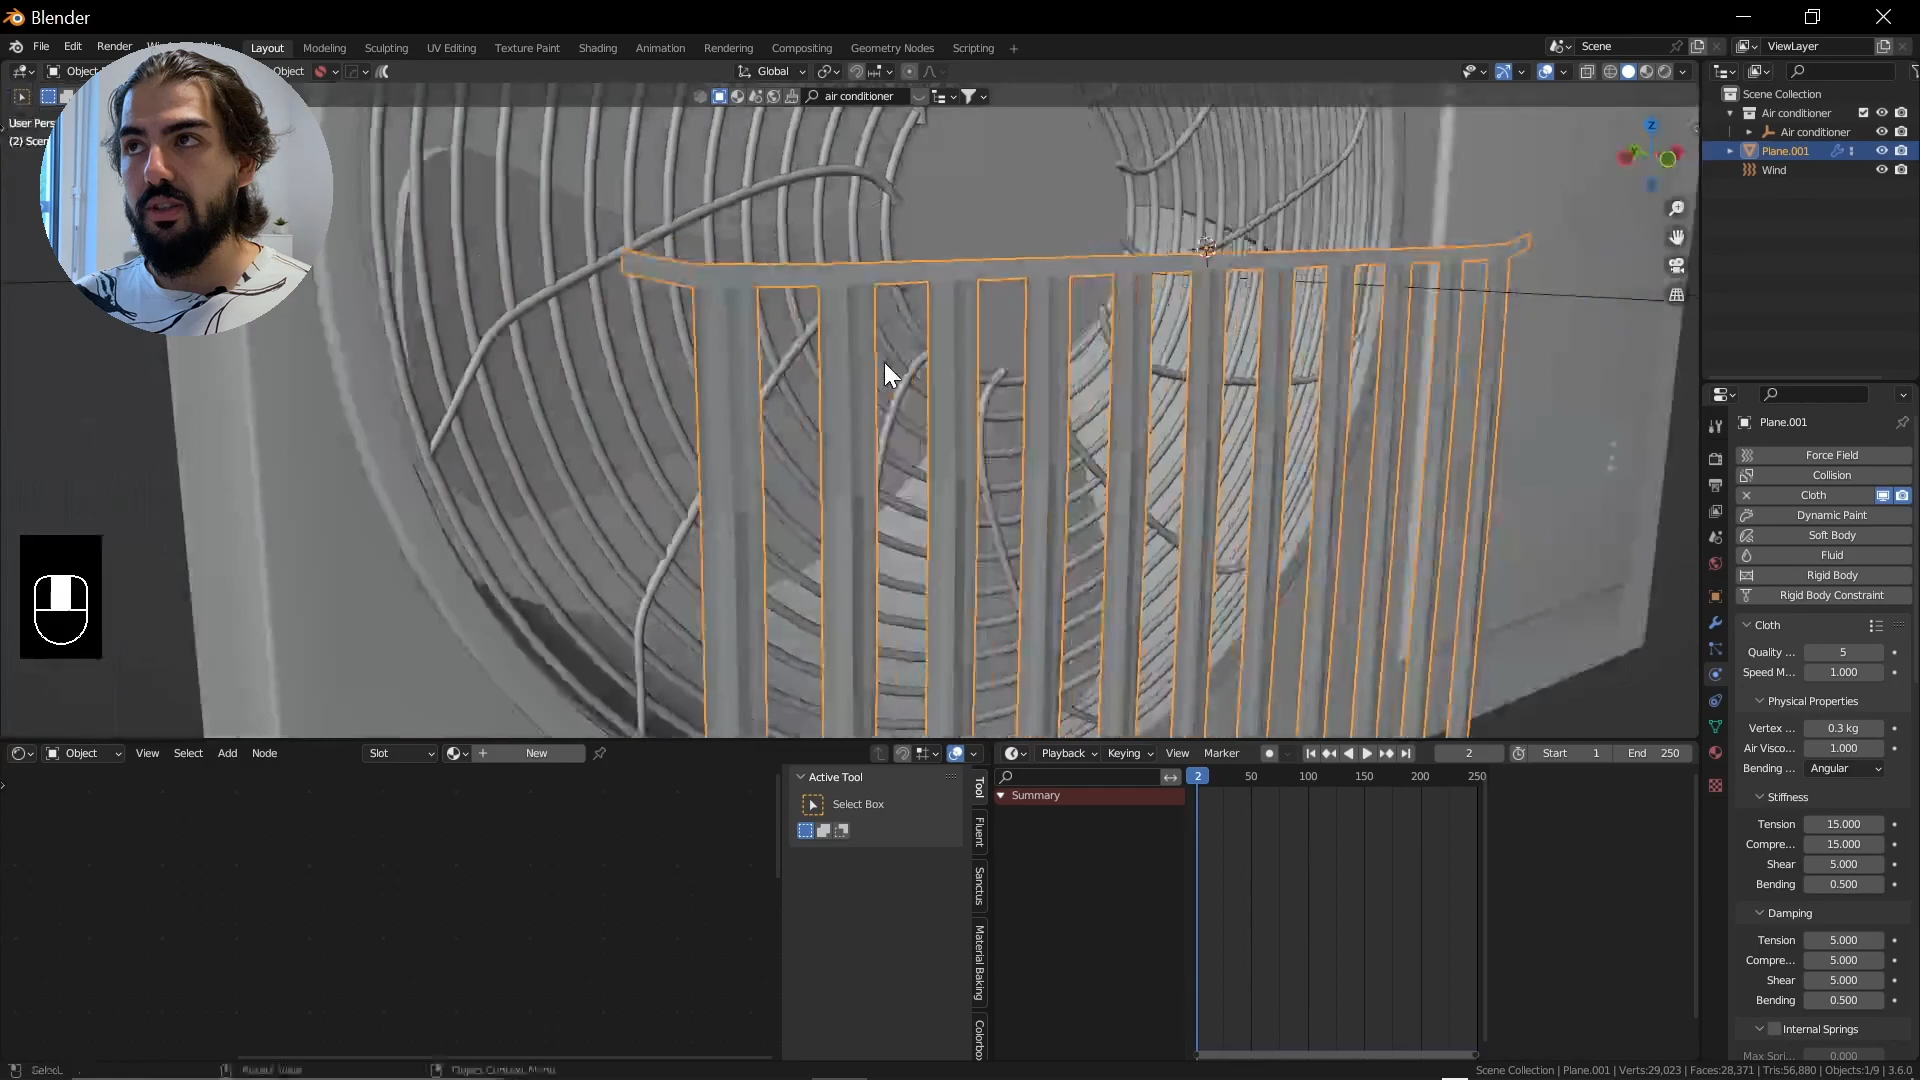 Blender
File Edit Render
Layout Modeling Sculpting UV Editing Texture Paint Shading Animation Rendering Compositing Geometry Nodes Scripting +
Scene
ViewLayer
Object
Global
air conditioner
User Pers
Scene Collection
Air conditioner
Air conditioner
Plane.001
Wind
Z
Plane.001
Force Field
Collision
Cloth
Dynamic Paint
Soft Body
Fluid
Rigid Body
Rigid Body Constraint
Cloth
Quality ... 5
Speed M... 1.000
Physical Properties
Vertex ... 0.3 kg
Air Visco... 1.000
Bending ... Angular
Stiffness
Tension 15.000
Compre... 15.000
Shear 5.000
Bending 0.500
Damping
Tension 5.000
Compre... 5.000
Shear 5.000
Bending 0.500
Internal Springs
Max Spri... 0.000
Object View Select Add Node Slot New
Active Tool
Select Box
Tool
Fluent
Sanctus
Material Baking
Colorbo
Playback Keying View Marker 2 Start 1 End 250
2 50 100 150 200 250
Summary
Select
Scene Collection | Plane.001 | Verts:29,023 | Faces:28,371 | Tris:56,880 | Objects:1/9 | 3.6.0